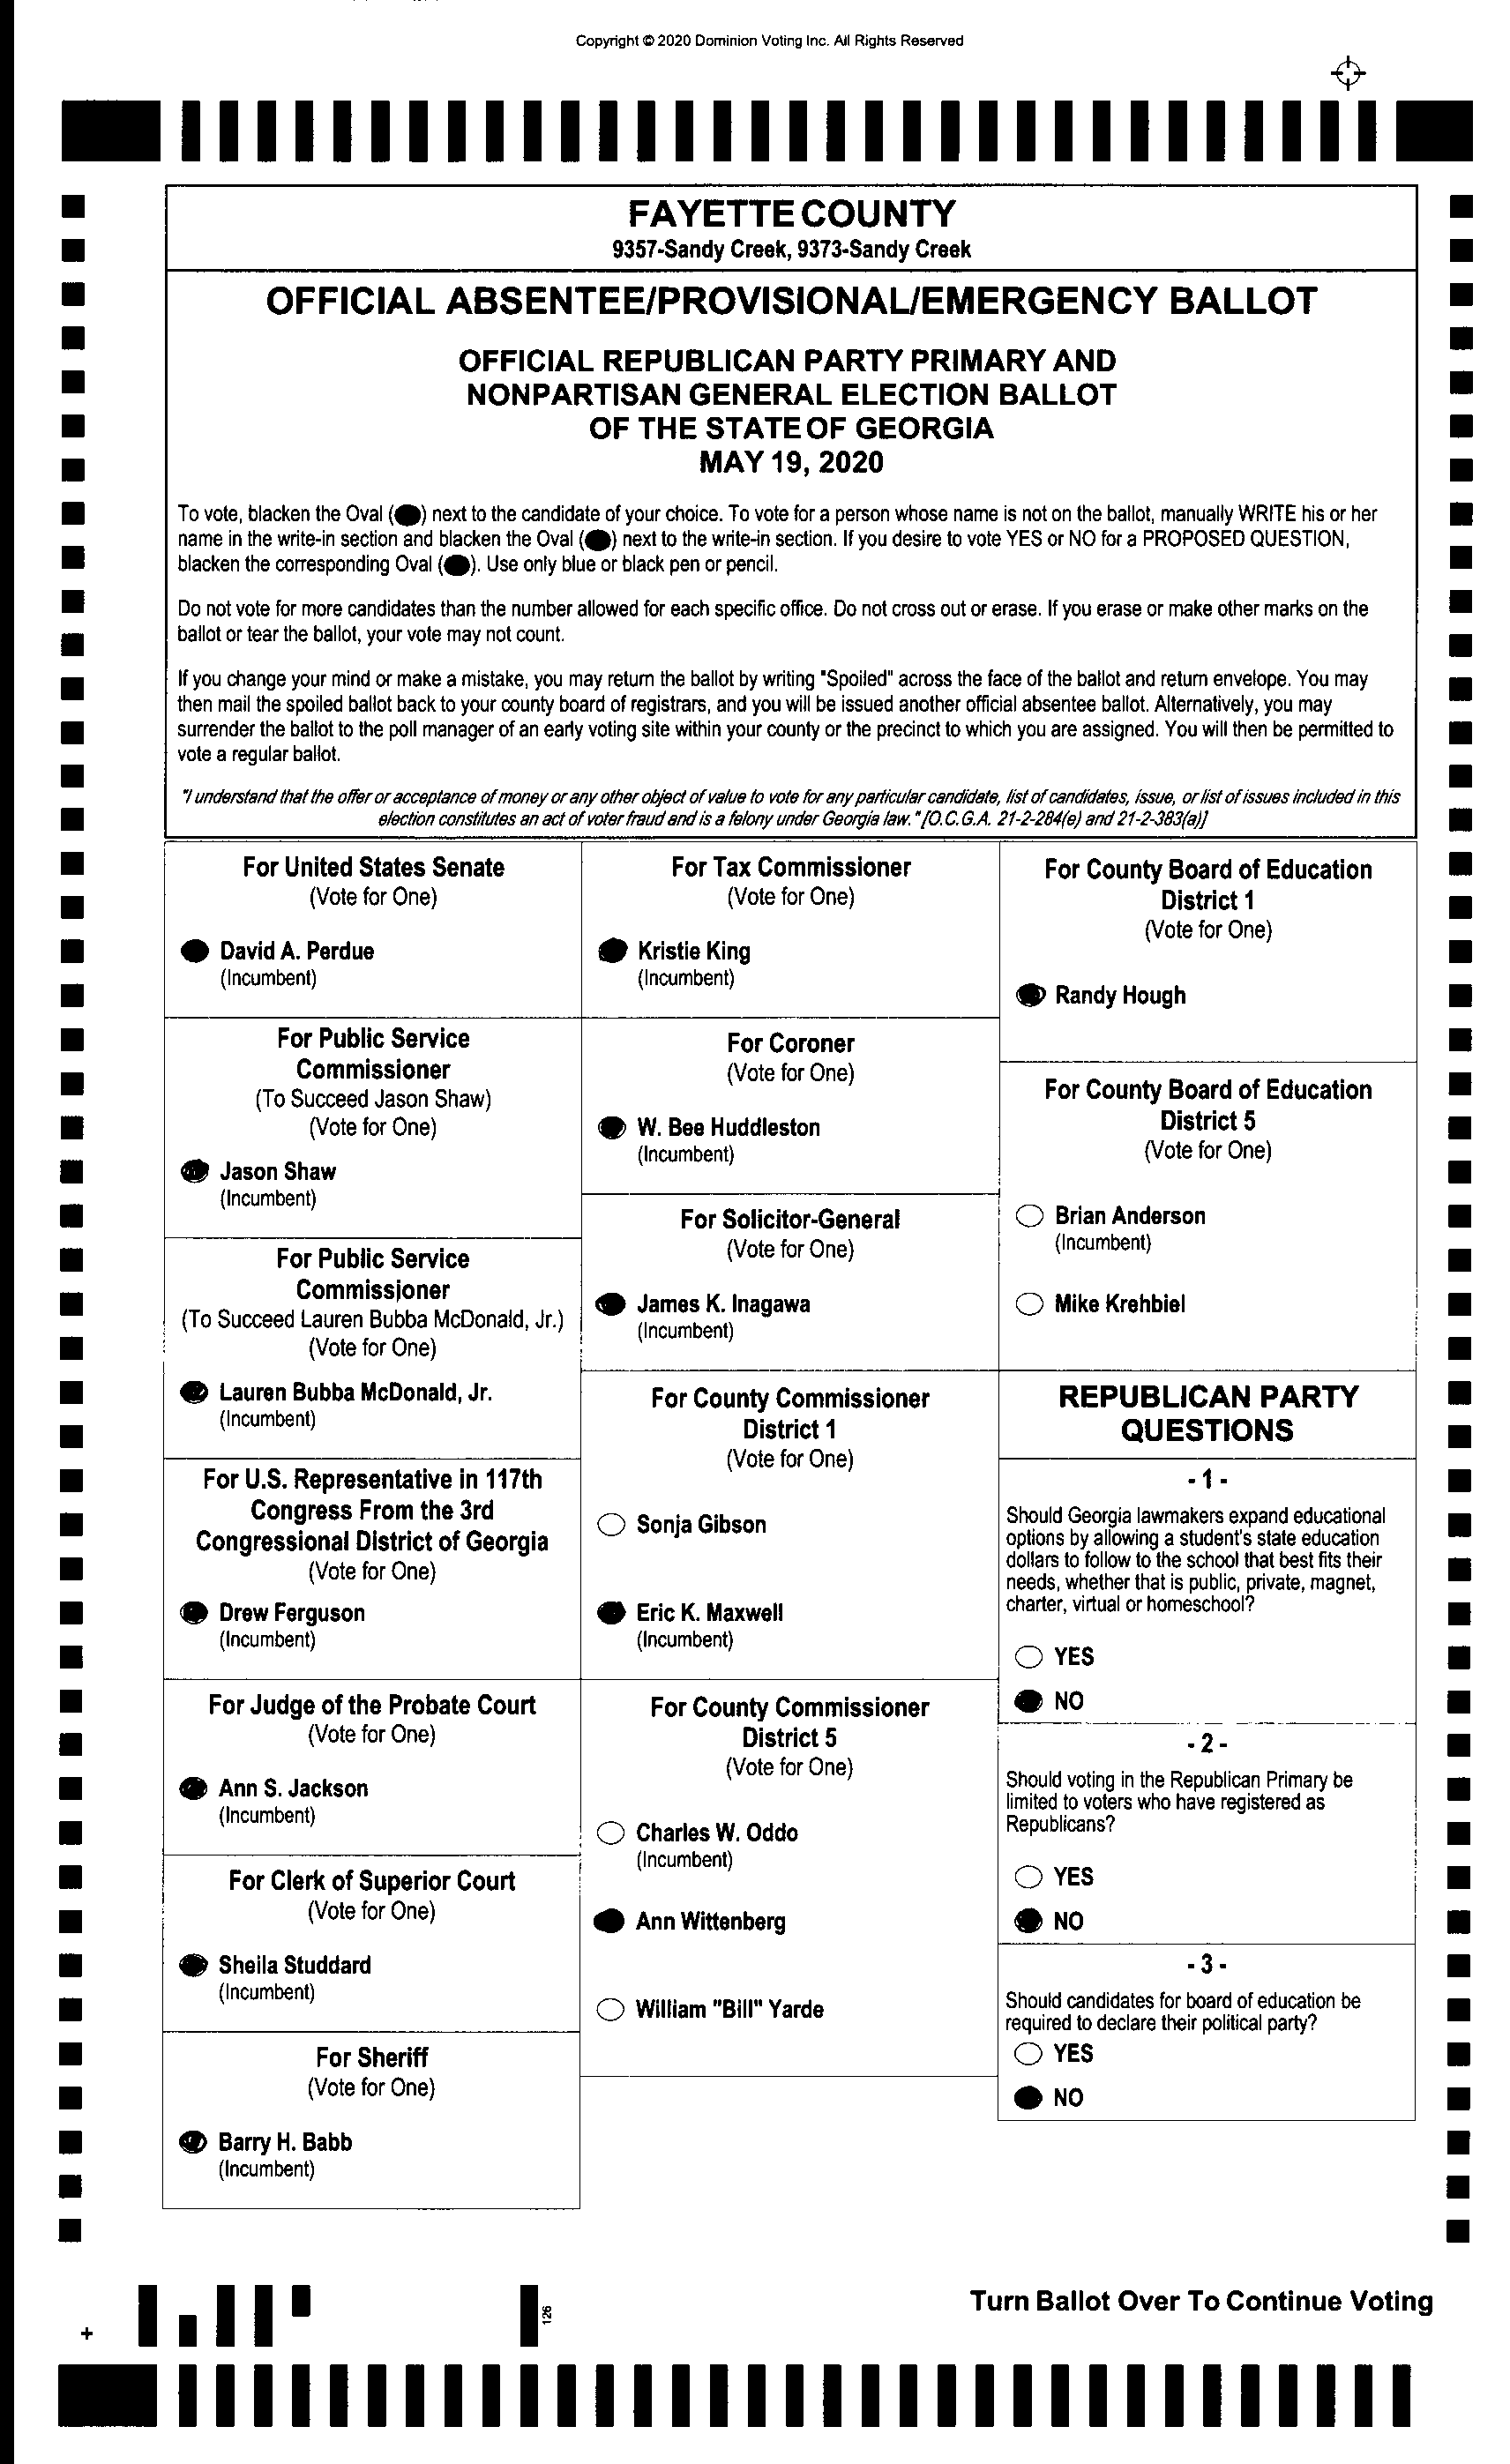 Copyright © 2020 Dominion Voting Inc. All Rights Reserved
FAYETTE COUNTY
9357-Sandy Creek, 9373-Sandy Creek
OFFICIAL ABSENTEE/PROVISIONAL/EMERGENCY BALLOT
OFFICIAL REPUBLICAN PARTY PRIMARY AND
NONPARTISAN GENERAL ELECTION BALLOT
OF THE STATE OF GEORGIA
MAY 19, 2020
To vote, blacken the Oval (⬬) next to the candidate of your choice. To vote for a person whose name is not on the ballot, manually WRITE his or her
name in the write-in section and blacken the Oval (⬬) next to the write-in section. If you desire to vote YES or NO for a PROPOSED QUESTION,
blacken the corresponding Oval (⬬). Use only blue or black pen or pencil.
Do not vote for more candidates than the number allowed for each specific office. Do not cross out or erase. If you erase or make other marks on the
ballot or tear the ballot, your vote may not count.
If you change your mind or make a mistake, you may return the ballot by writing "Spoiled" across the face of the ballot and return envelope. You may
then mail the spoiled ballot back to your county board of registrars, and you will be issued another official absentee ballot. Alternatively, you may
surrender the ballot to the poll manager of an early voting site within your county or the precinct to which you are assigned. You will then be permitted to
vote a regular ballot.
"I understand that the offer or acceptance of money or any other object of value to vote for any particular candidate, list of candidates, issue, or list of issues included in this
election constitutes an act of voter fraud and is a felony under Georgia law." [O.C.G.A. 21-2-284(e) and 21-2-383(a)]
For United States Senate
(Vote for One)
David A. Perdue
(Incumbent)
For Public Service
Commissioner
(To Succeed Jason Shaw)
(Vote for One)
Jason Shaw
(Incumbent)
For Public Service
Commissioner
(To Succeed Lauren Bubba McDonald, Jr.)
(Vote for One)
Lauren Bubba McDonald, Jr.
(Incumbent)
For U.S. Representative in 117th
Congress From the 3rd
Congressional District of Georgia
(Vote for One)
Drew Ferguson
(Incumbent)
For Judge of the Probate Court
(Vote for One)
Ann S. Jackson
(Incumbent)
For Clerk of Superior Court
(Vote for One)
Sheila Studdard
(Incumbent)
For Sheriff
(Vote for One)
Barry H. Babb
(Incumbent)
For Tax Commissioner
(Vote for One)
Kristie King
(Incumbent)
For Coroner
(Vote for One)
W. Bee Huddleston
(Incumbent)
For Solicitor-General
(Vote for One)
James K. Inagawa
(Incumbent)
For County Commissioner
District 1
(Vote for One)
Sonja Gibson
Eric K. Maxwell
(Incumbent)
For County Commissioner
District 5
(Vote for One)
Charles W. Oddo
(Incumbent)
Ann Wittenberg
William "Bill" Yarde
For County Board of Education
District 1
(Vote for One)
Randy Hough
For County Board of Education
District 5
(Vote for One)
Brian Anderson
(Incumbent)
Mike Krehbiel
REPUBLICAN PARTY
QUESTIONS
- 1 -
Should Georgia lawmakers expand educational
options by allowing a student's state education
dollars to follow to the school that best fits their
needs, whether that is public, private, magnet,
charter, virtual or homeschool?
YES
NO
- 2 -
Should voting in the Republican Primary be
limited to voters who have registered as
Republicans?
YES
NO
- 3 -
Should candidates for board of education be
required to declare their political party?
YES
NO
126
Turn Ballot Over To Continue Voting